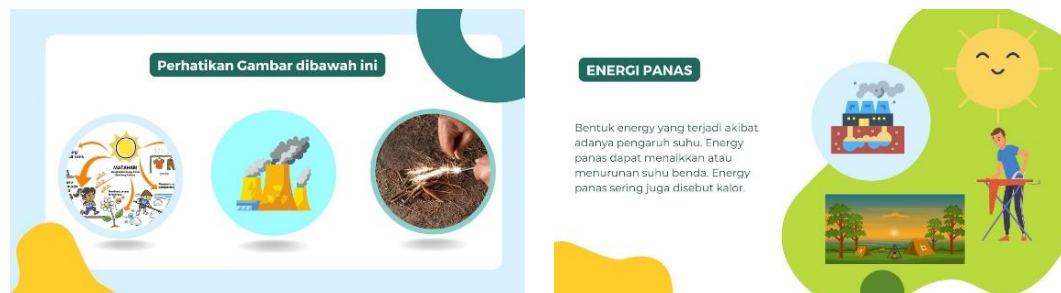 Perhatikan Gambar dibawah ini
MATAHARI
ENERGI PANAS
Bentuk energy yang terjadi akibat
adanya pengaruh suhu. Energy
panas dapat menaikkan atau
menurunan suhu benda. Energy
panas sering juga disebut kalor.